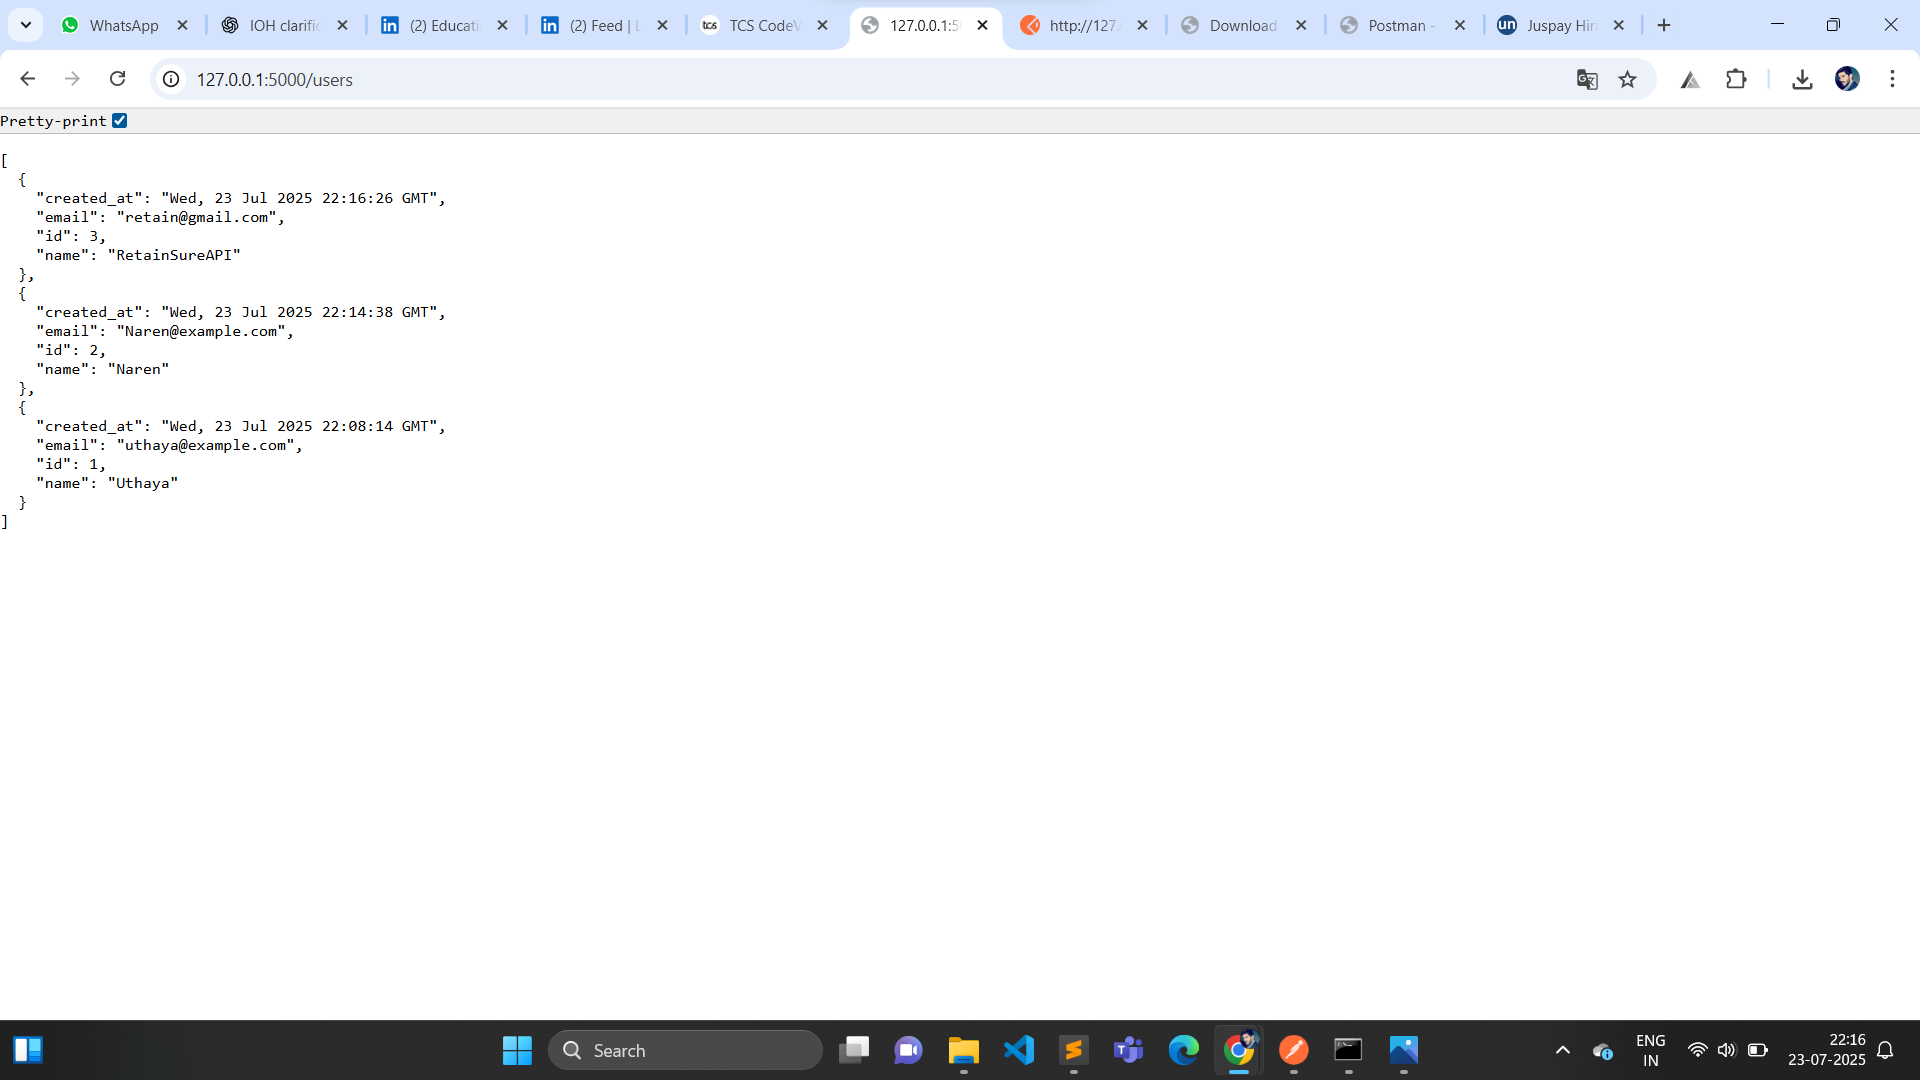 WhatsApp
IOH clarific
(2) Educati
(2) Feed | L
TCS CodeV
127.0.0.1:50
http://127.
Download
Postman -
Juspay Hiri
127.0.0.1:5000/users
Pretty-print
[
  {
    "created_at": "Wed, 23 Jul 2025 22:16:26 GMT",
    "email": "retain@gmail.com",
    "id": 3,
    "name": "RetainSureAPI"
  },
  {
    "created_at": "Wed, 23 Jul 2025 22:14:38 GMT",
    "email": "Naren@example.com",
    "id": 2,
    "name": "Naren"
  },
  {
    "created_at": "Wed, 23 Jul 2025 22:08:14 GMT",
    "email": "uthaya@example.com",
    "id": 1,
    "name": "Uthaya"
  }
]
Search
ENG
IN
22:16
23-07-2025